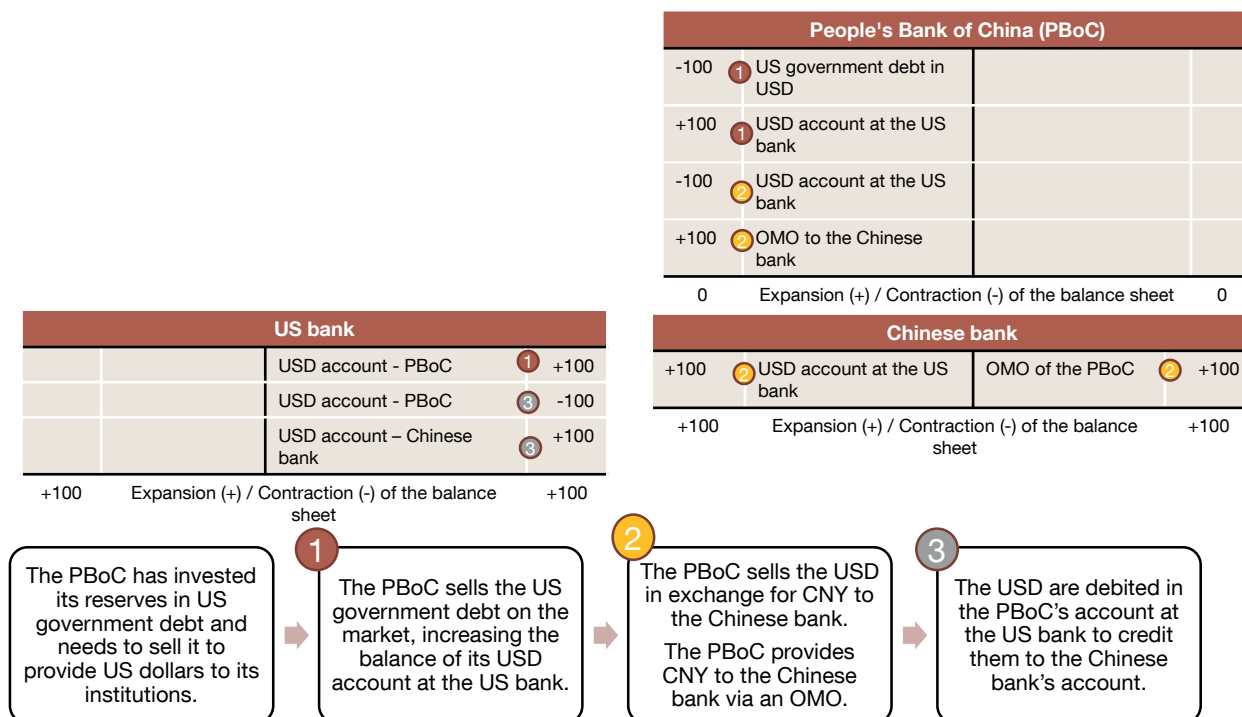 People's Bank of China (PBoC)
-100 1 US government debt in
USD
+100 1 USD account at the US
bank
-100 2 USD account at the US
bank
+100 2 OMO to the Chinese
bank
0 Expansion (+) / Contraction (-) of the balance sheet 0
US bank
USD account - PBoC 1 +100
USD account - PBoC 3 -100
USD account – Chinese
bank 3 +100
+100 Expansion (+) / Contraction (-) of the balance
sheet +100
Chinese bank
+100 2 USD account at the US
bank
OMO of the PBoC 2 +100
+100 Expansion (+) / Contraction (-) of the balance
sheet +100
The PBoC has invested
its reserves in US
government debt and
needs to sell it to
provide US dollars to its
institutions.
1
The PBoC sells the US
government debt on the
market, increasing the
balance of its USD
account at the US bank.
2
The PBoC sells the USD
in exchange for CNY to
the Chinese bank.
The PBoC provides
CNY to the Chinese
bank via an OMO.
3
The USD are debited in
the PBoC's account at
the US bank to credit
them to the Chinese
bank's account.